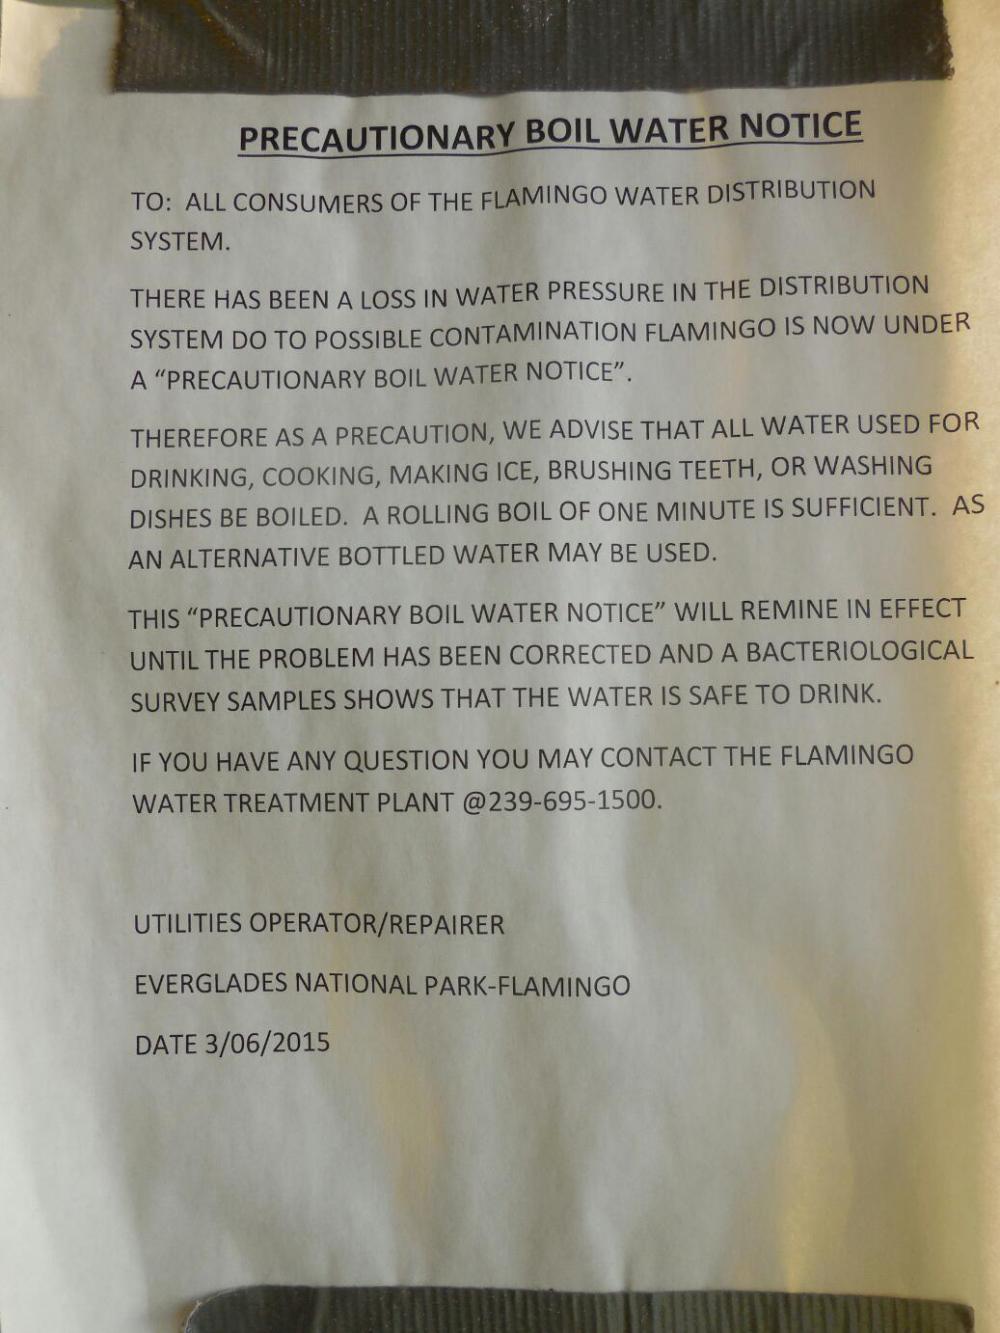 PRECAUTIONARY BOIL WATER NOTICE
TO:  ALL CONSUMERS OF THE FLAMINGO WATER DISTRIBUTION
SYSTEM.
THERE HAS BEEN A LOSS IN WATER PRESSURE IN THE DISTRIBUTION
SYSTEM DO TO POSSIBLE CONTAMINATION FLAMINGO IS NOW UNDER
A “PRECAUTIONARY BOIL WATER NOTICE”.
THEREFORE AS A PRECAUTION, WE ADVISE THAT ALL WATER USED FOR
DRINKING, COOKING, MAKING ICE, BRUSHING TEETH, OR WASHING
DISHES BE BOILED.  A ROLLING BOIL OF ONE MINUTE IS SUFFICIENT.  AS
AN ALTERNATIVE BOTTLED WATER MAY BE USED.
THIS “PRECAUTIONARY BOIL WATER NOTICE” WILL REMINE IN EFFECT
UNTIL THE PROBLEM HAS BEEN CORRECTED AND A BACTERIOLOGICAL
SURVEY SAMPLES SHOWS THAT THE WATER IS SAFE TO DRINK.
IF YOU HAVE ANY QUESTION YOU MAY CONTACT THE FLAMINGO
WATER TREATMENT PLANT @239-695-1500.
UTILITIES OPERATOR/REPAIRER
EVERGLADES NATIONAL PARK-FLAMINGO
DATE 3/06/2015